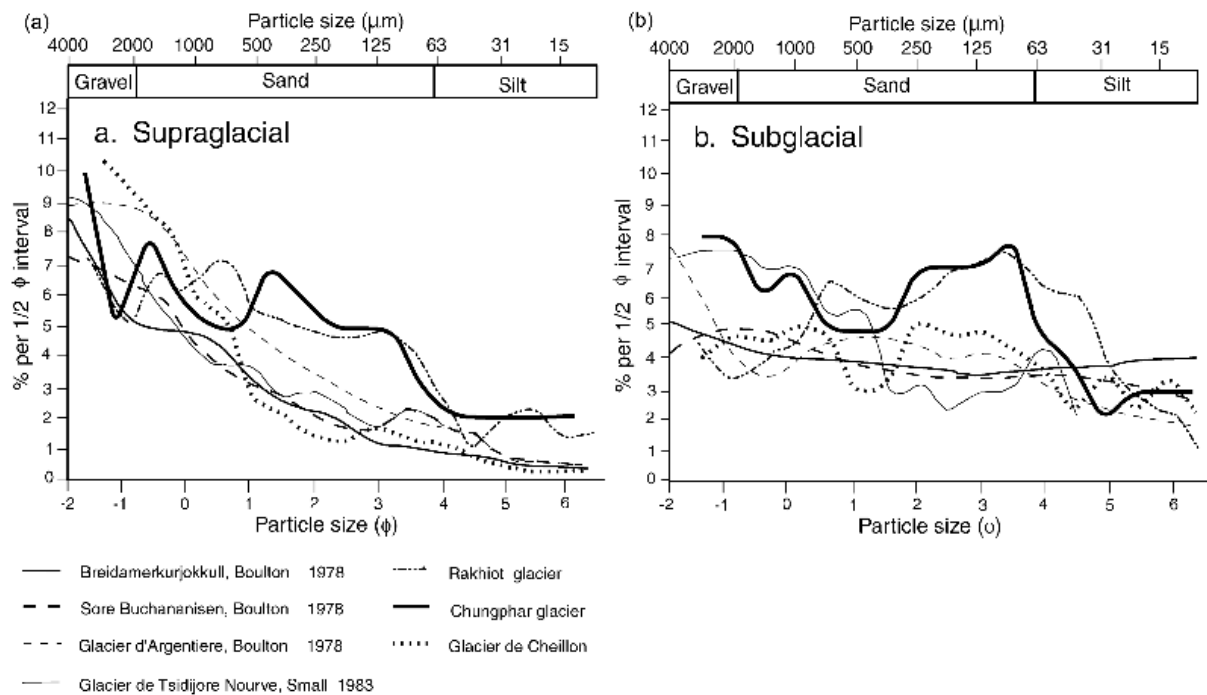 (a) Particle size (μm)
4000 2000 1000 500 250 125 63 31 15
Gravel Sand Silt
a. Supraglacial
12
11
10
9
8
7
6
5
4
3
2
1
0
% per 1/2 ϕ interval
-2 -1 0 1 2 3 4 5 6
Particle size (ϕ)
(b) Particle size (μm)
4000 2000 1000 500 250 125 63 31 15
Gravel Sand Silt
b. Subglacial
12
11
10
9
8
7
6
5
4
3
2
1
0
% per 1/2 ϕ interval
-2 -1 0 1 2 3 4 5 6
Particle size (υ)
Breidamerkurjokkull, Boulton 1978
Sore Buchananisen, Boulton 1978
Glacier d'Argentiere, Boulton 1978
Glacier de Tsidijore Nourve, Small 1983
Rakhiot glacier
Chungphar glacier
Glacier de Cheillon